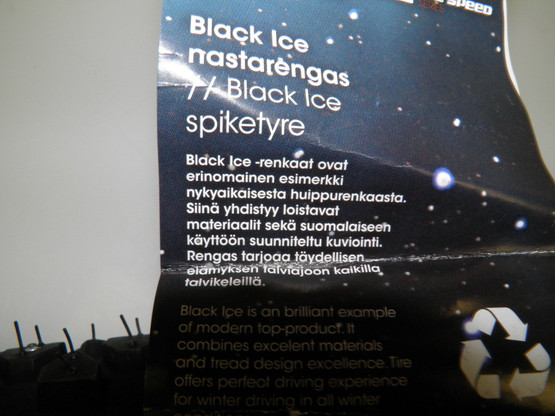 SPEED
Black Ice
nastarengas
// Black Ice
spiketyre
Black Ice -renkaat ovat
erinomainen esimerkki
nykyaikaisesta huippurenkaasta.
Siinä yhdistyy loistavat
materiaalit sekä suomalaiseen
käyttöön suunniteltu kuviointi.
Rengas tarjoaa täydellisen
elämyksen talviajoon kaikilla
talvikeleillä.
Black Ice is an brilliant example
of modern top-product. It
combines excelent materials
and tread design excellence. Tire
offers perfect driving experience
for winter driving in all winter